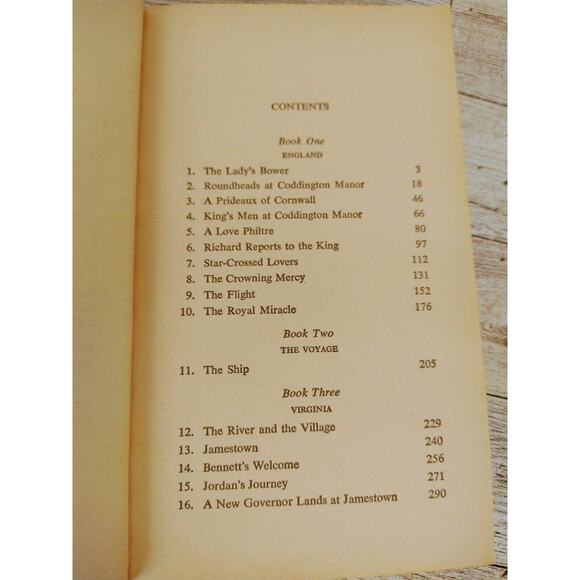 CONTENTS
Book One
ENGLAND
1. The Lady's Bower 3
2. Roundheads at Coddington Manor 18
3. A Prideaux of Cornwall 46
4. King's Men at Coddington Manor 66
5. A Love Philtre 80
6. Richard Reports to the King 97
7. Star-Crossed Lovers 112
8. The Crowning Mercy 131
9. The Flight 152
10. The Royal Miracle 176
Book Two
THE VOYAGE
11. The Ship 205
Book Three
VIRGINIA
12. The River and the Village 229
13. Jamestown 240
14. Bennett's Welcome 256
15. Jordan's Journey 271
16. A New Governor Lands at Jamestown 290